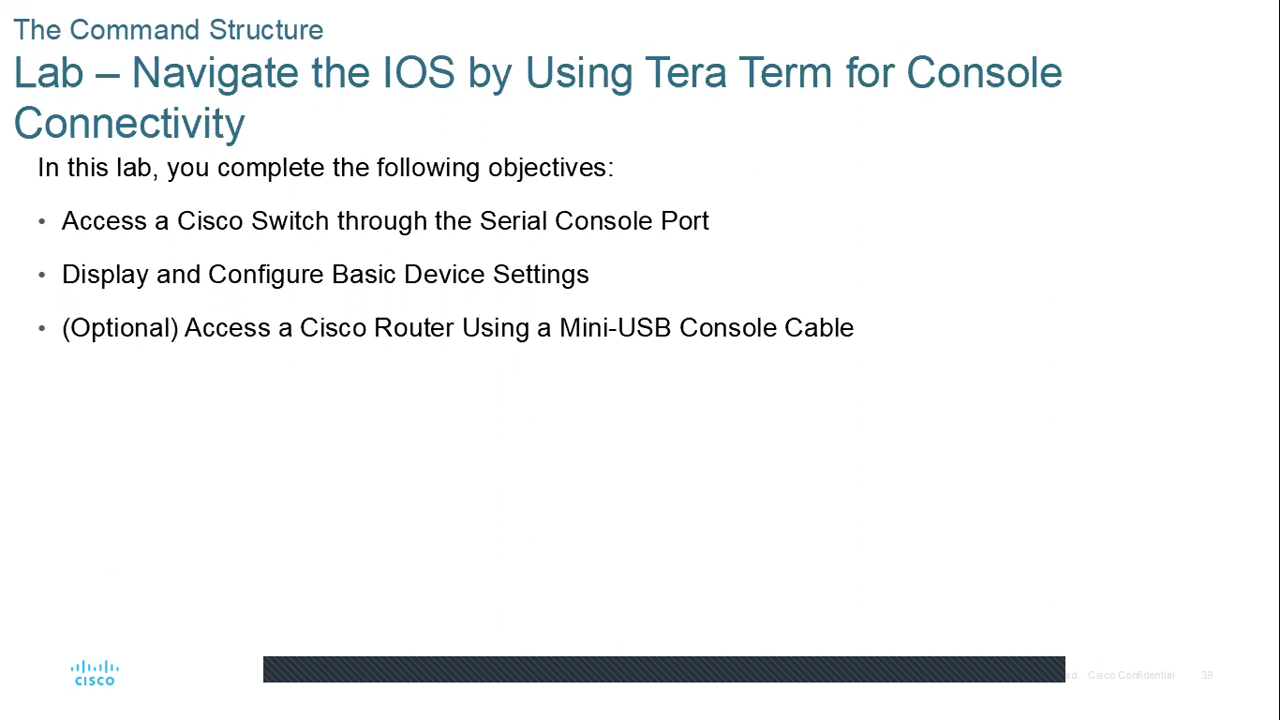 The Command Structure
Lab – Navigate the IOS by Using Tera Term for Console
Connectivity
In this lab, you complete the following objectives:
• Access a Cisco Switch through the Serial Console Port
• Display and Configure Basic Device Settings
• (Optional) Access a Cisco Router Using a Mini-USB Console Cable
CISCO
ed. Cisco Confidential 38